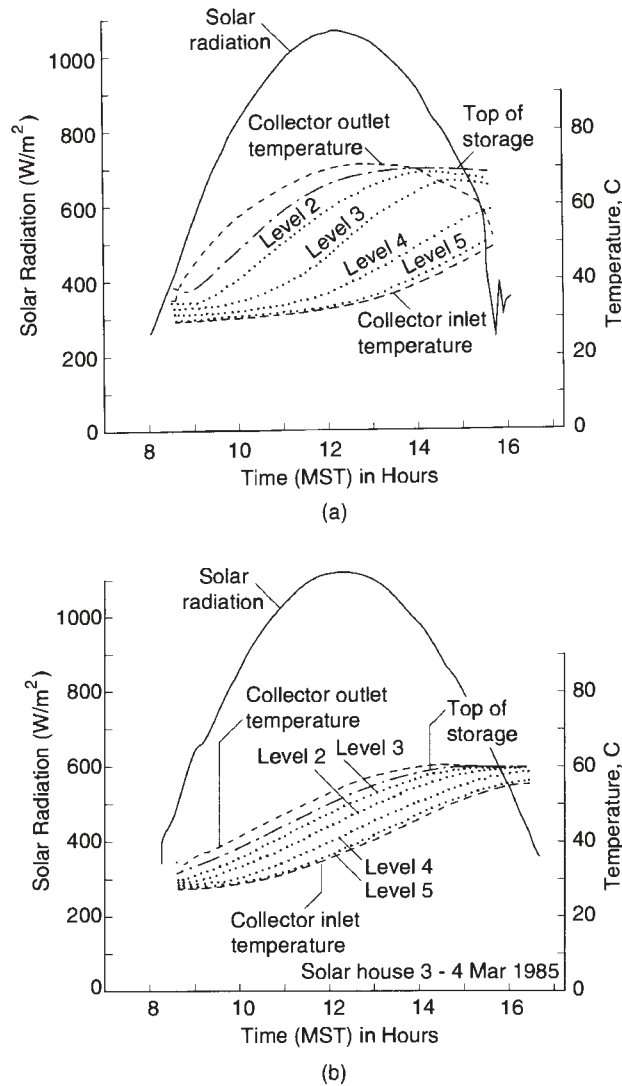 Solar
radiation
1000
800
600
400
300
200
0
Solar Radiation (W/m²)
Collector outlet
temperature
Top of
storage
Level 2
Level 3
Level 4
Level 5
Collector inlet
temperature
80
60
40
20
0
Temperature, C
8 10 12 14 16
Time (MST) in Hours
(a)
Solar
radiation
1000
800
600
400
200
0
Solar Radiation (W/m²)
Collector outlet
temperature
Level 2
Level 3
Top of
storage
Level 4
Level 5
Collector inlet
temperature
Solar house 3 - 4 Mar 1985
80
60
40
20
0
Temperature, C
8 10 12 14 16
Time (MST) in Hours
(b)